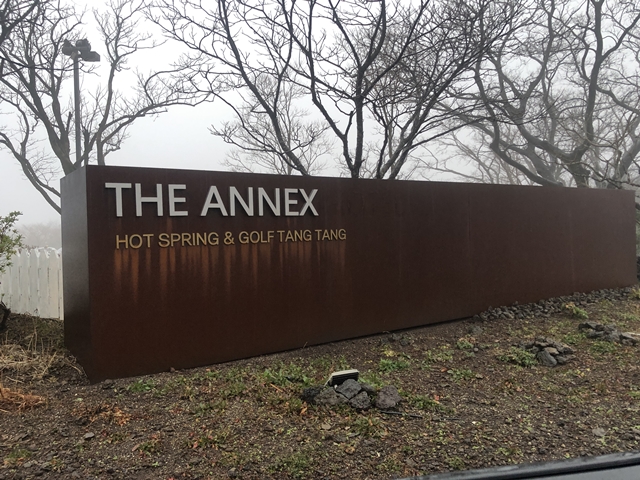 THE ANNEX
HOT SPRING & GOLF TANG TANG